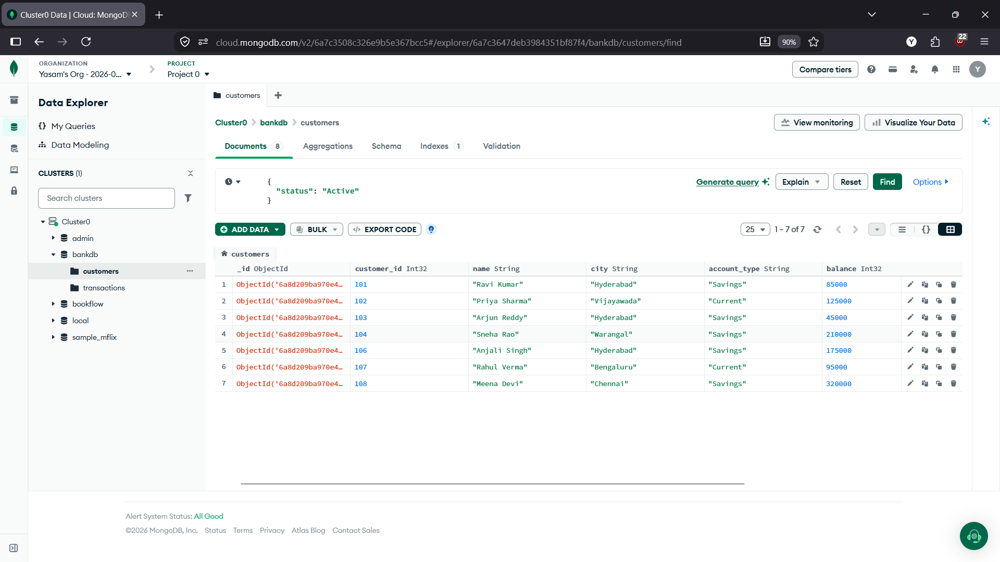 Cluster0 Data | Cloud: MongoDB
22
cloud.mongodb.com/v2/6a7c3508c326e9b5e367bcc5#/explorer/6a7c3647deb3984351bf87f4/bankdb/customers/find
90%
Y
ORGANIZATION
Yasam's Org - 2026-0...
PROJECT
Project 0
Compare tiers
Y
Data Explorer
My Queries
Data Modeling
CLUSTERS (1)
Search clusters
Cluster0
admin
bankdb
customers
transactions
bookflow
local
sample_mflix
customers
Cluster0 > bankdb > customers
View monitoring
Visualize Your Data
Documents 8
Aggregations
Schema
Indexes 1
Validation
{
"status": "Active"
}
Generate query
Explain
Reset
Find
Options
ADD DATA
BULK
EXPORT CODE
25
1 – 7 of 7
customers
_id ObjectId customer_id Int32 name String city String account_type String balance Int32
1 ObjectId('6a8d209ba970e4… 101 "Ravi Kumar" "Hyderabad" "Savings" 85000
2 ObjectId('6a8d209ba970e4… 102 "Priya Sharma" "Vijayawada" "Current" 125000
3 ObjectId('6a8d209ba970e4… 103 "Arjun Reddy" "Hyderabad" "Savings" 45000
4 ObjectId('6a8d209ba970e4… 104 "Sneha Rao" "Warangal" "Savings" 210000
5 ObjectId('6a8d209ba970e4… 106 "Anjali Singh" "Hyderabad" "Savings" 175000
6 ObjectId('6a8d209ba970e4… 107 "Rahul Verma" "Bengaluru" "Current" 95000
7 ObjectId('6a8d209ba970e4… 108 "Meena Devi" "Chennai" "Savings" 320000
Alert System Status: All Good
©2026 MongoDB, Inc. Status Terms Privacy Atlas Blog Contact Sales